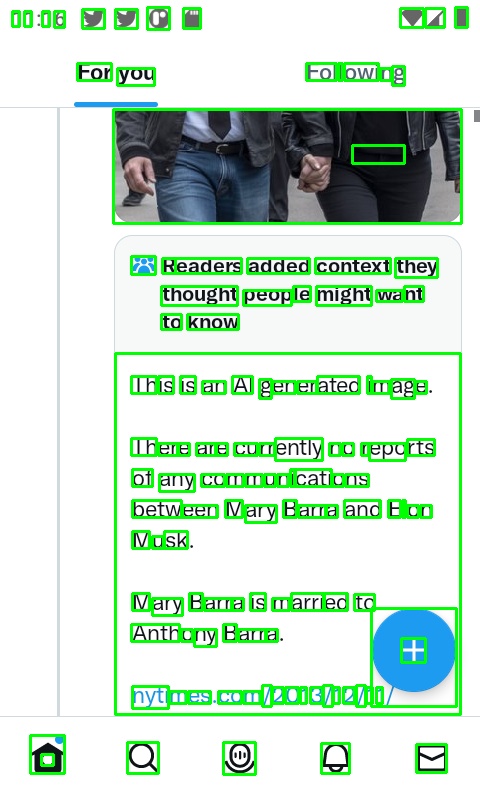 00:06
For you
Following
Readers added context they
thought people might want
to know
This is an AI generated image.
There are currently no reports
of any communications
between Mary Barra and Elon
Musk.
Mary Barra is married to
Anthony Barra.
nytimes.com/2013/12/11/